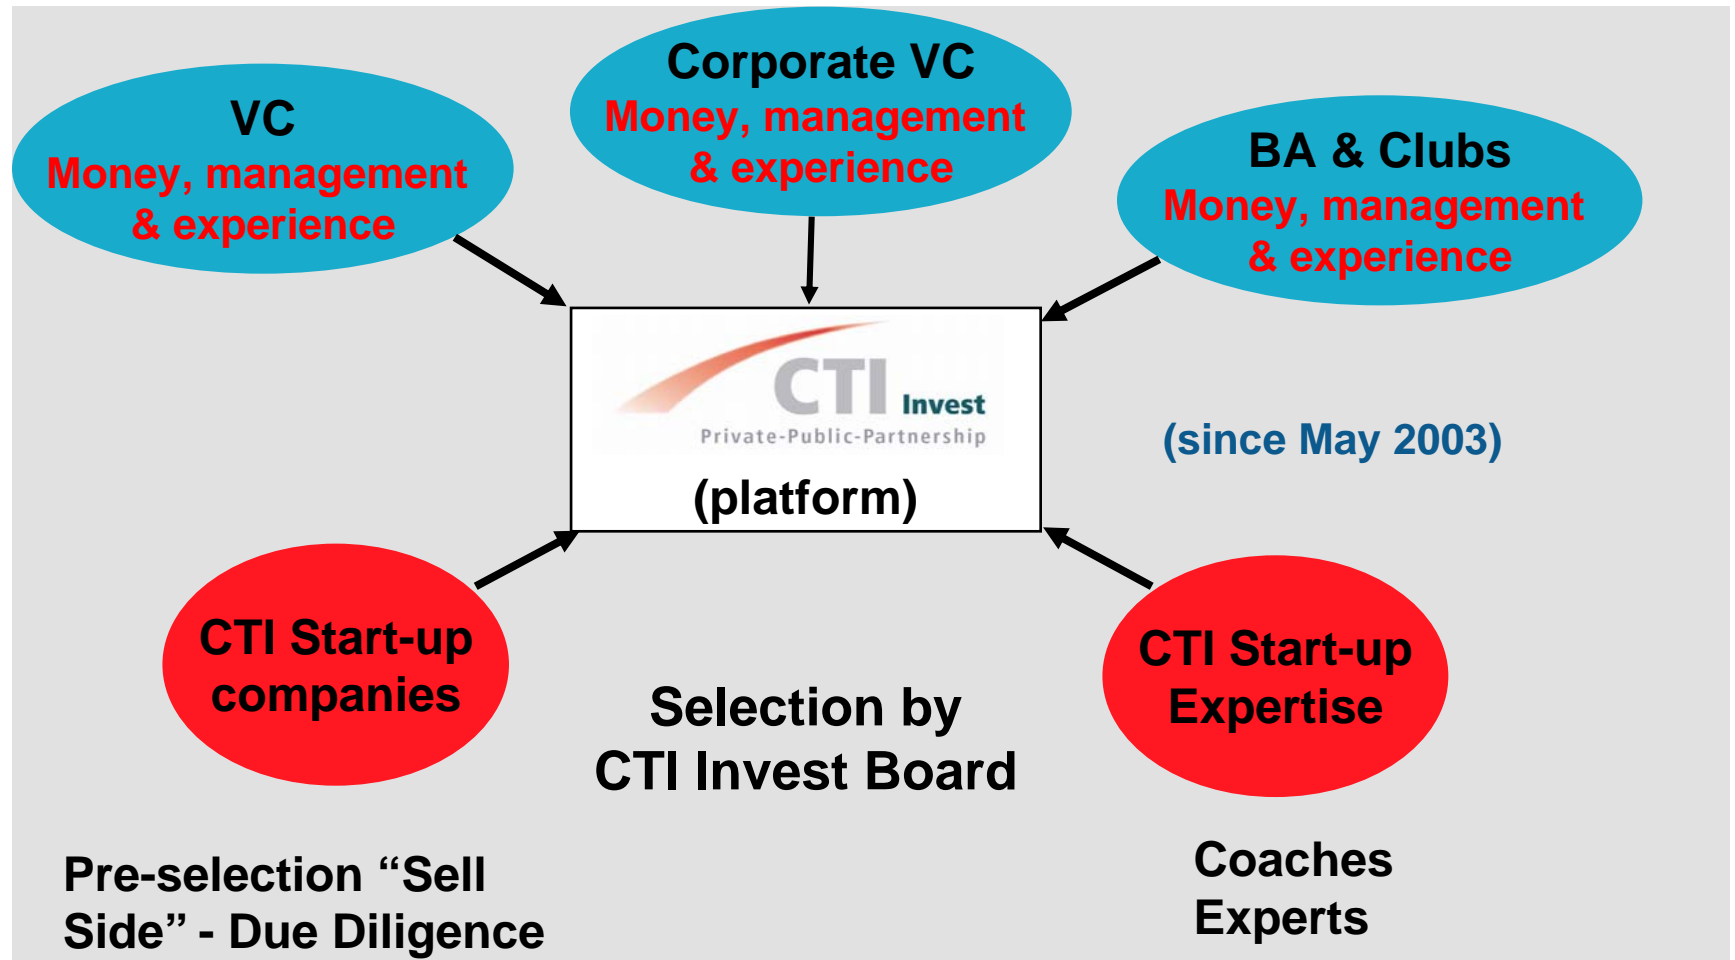 VC
Money, management
& experience
Corporate VC
Money, management
& experience
BA & Clubs
Money, management
& experience
CTI Invest
Private-Public-Partnership
(platform)
(since May 2003)
CTI Start-up
companies
Selection by
CTI Invest Board
CTI Start-up
Expertise
Pre-selection “Sell
Side” - Due Diligence
Coaches
Experts